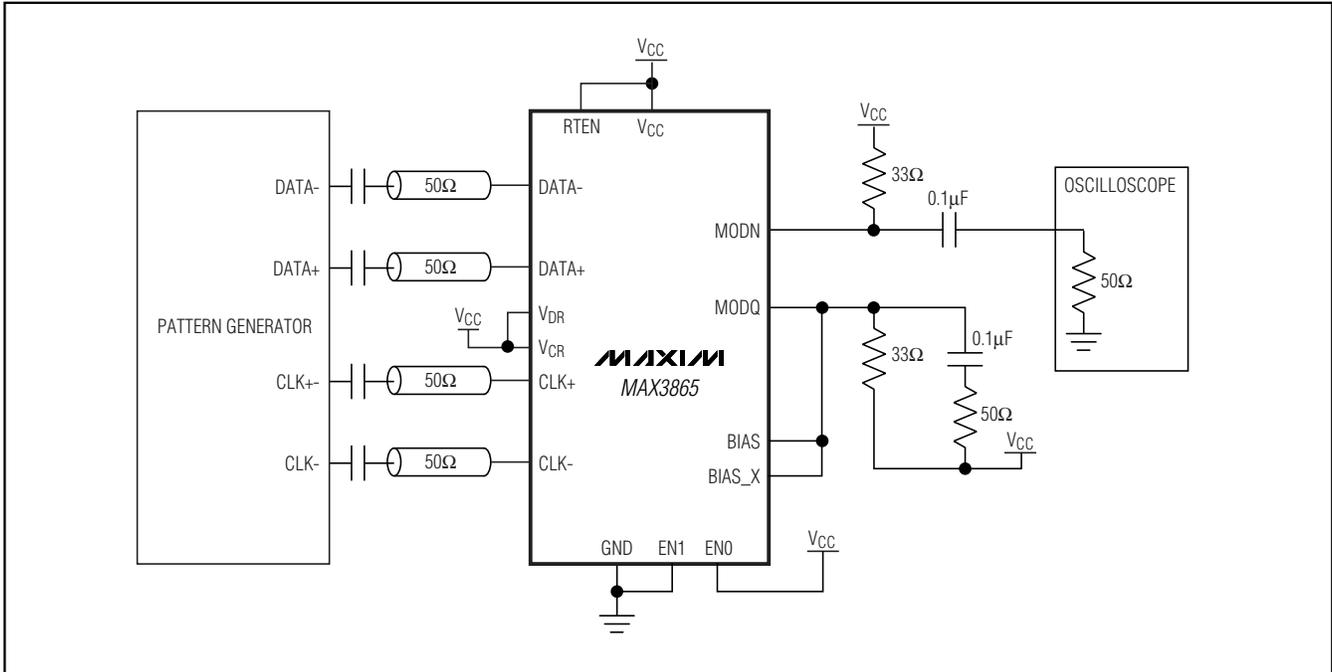 VCC
RTEN
VCC
PATTERN GENERATOR
DATA-
50Ω
DATA-
DATA+
50Ω
DATA+
VCC
VDR
VCR
CLK+-
50Ω
CLK+
CLK-
50Ω
CLK-
MAXIM
MAX3865
MODN
MODQ
BIAS
BIAS_X
GND
EN1
EN0
VCC
VCC
33Ω
0.1µF
OSCILLOSCOPE
50Ω
33Ω
0.1µF
50Ω
VCC